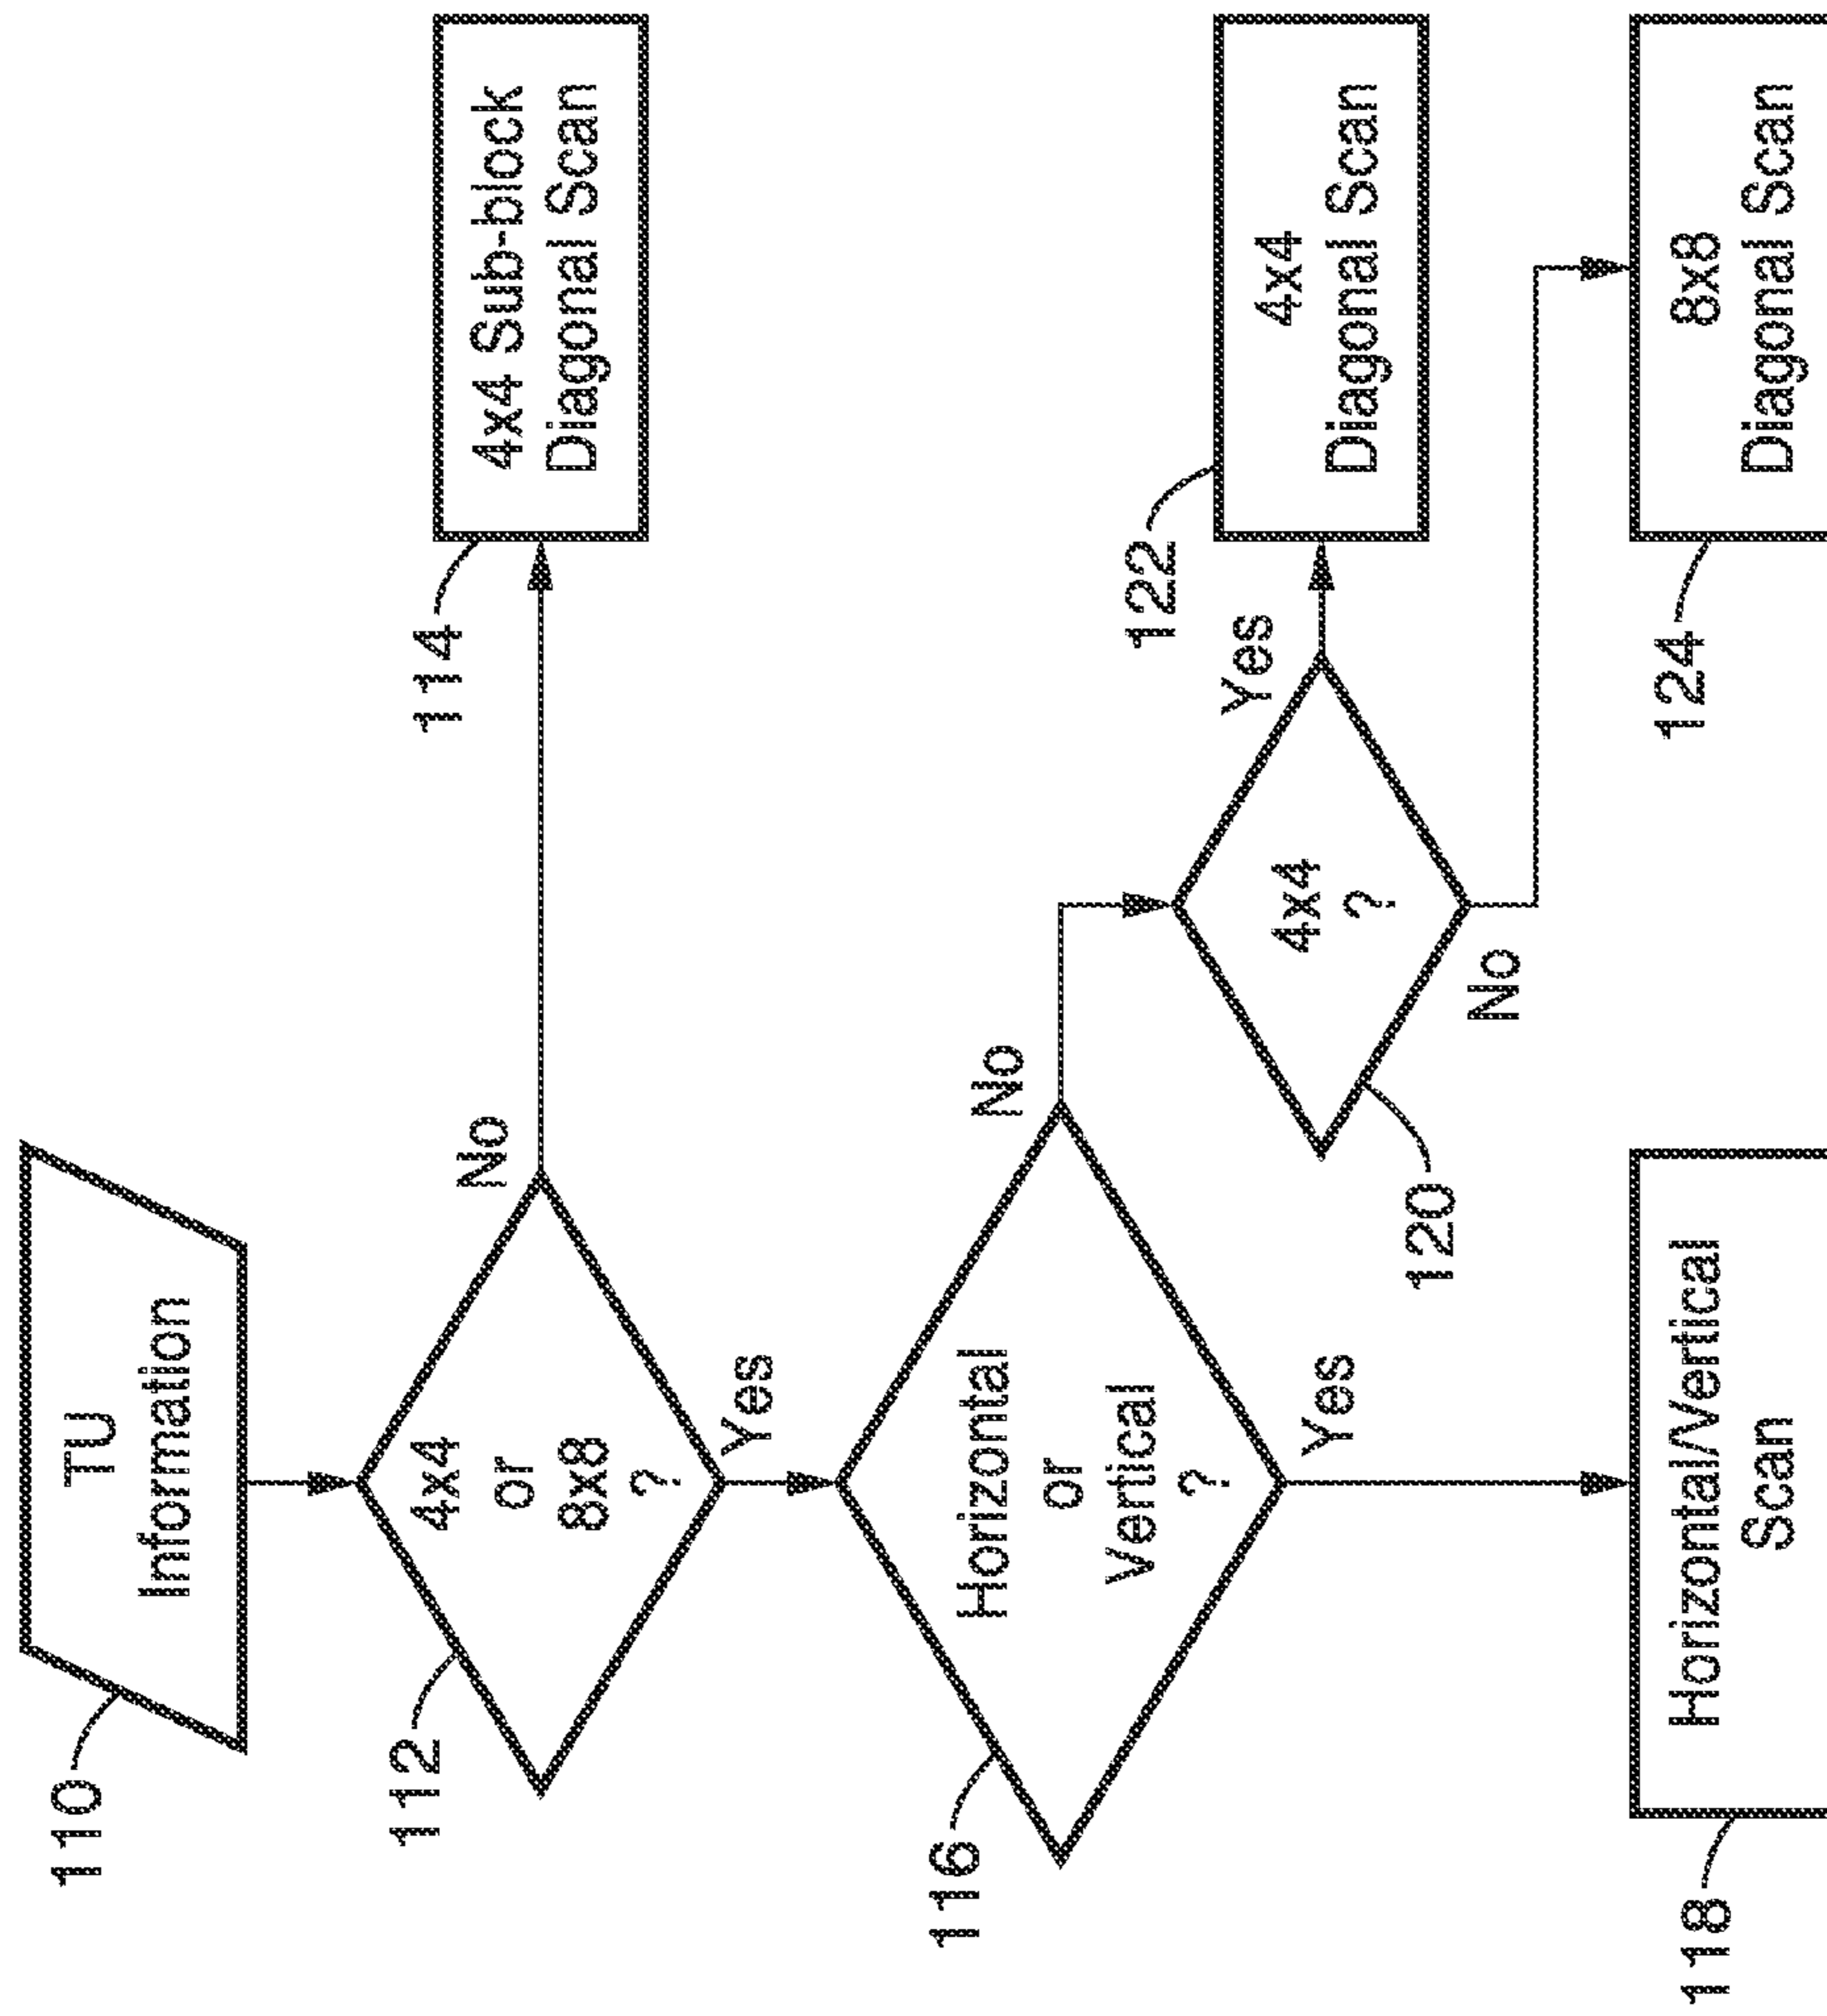 110
TU
Information
112
4x4
or
8x8
?
No
Yes
114
4x4 Sub-block
Diagonal Scan
116
Horizontal
or
Vertical
?
No
Yes
120
4x4
?
Yes
No
122
4x4
Diagonal Scan
118
Horizontal/Vertical
Scan
124
8x8
Diagonal Scan